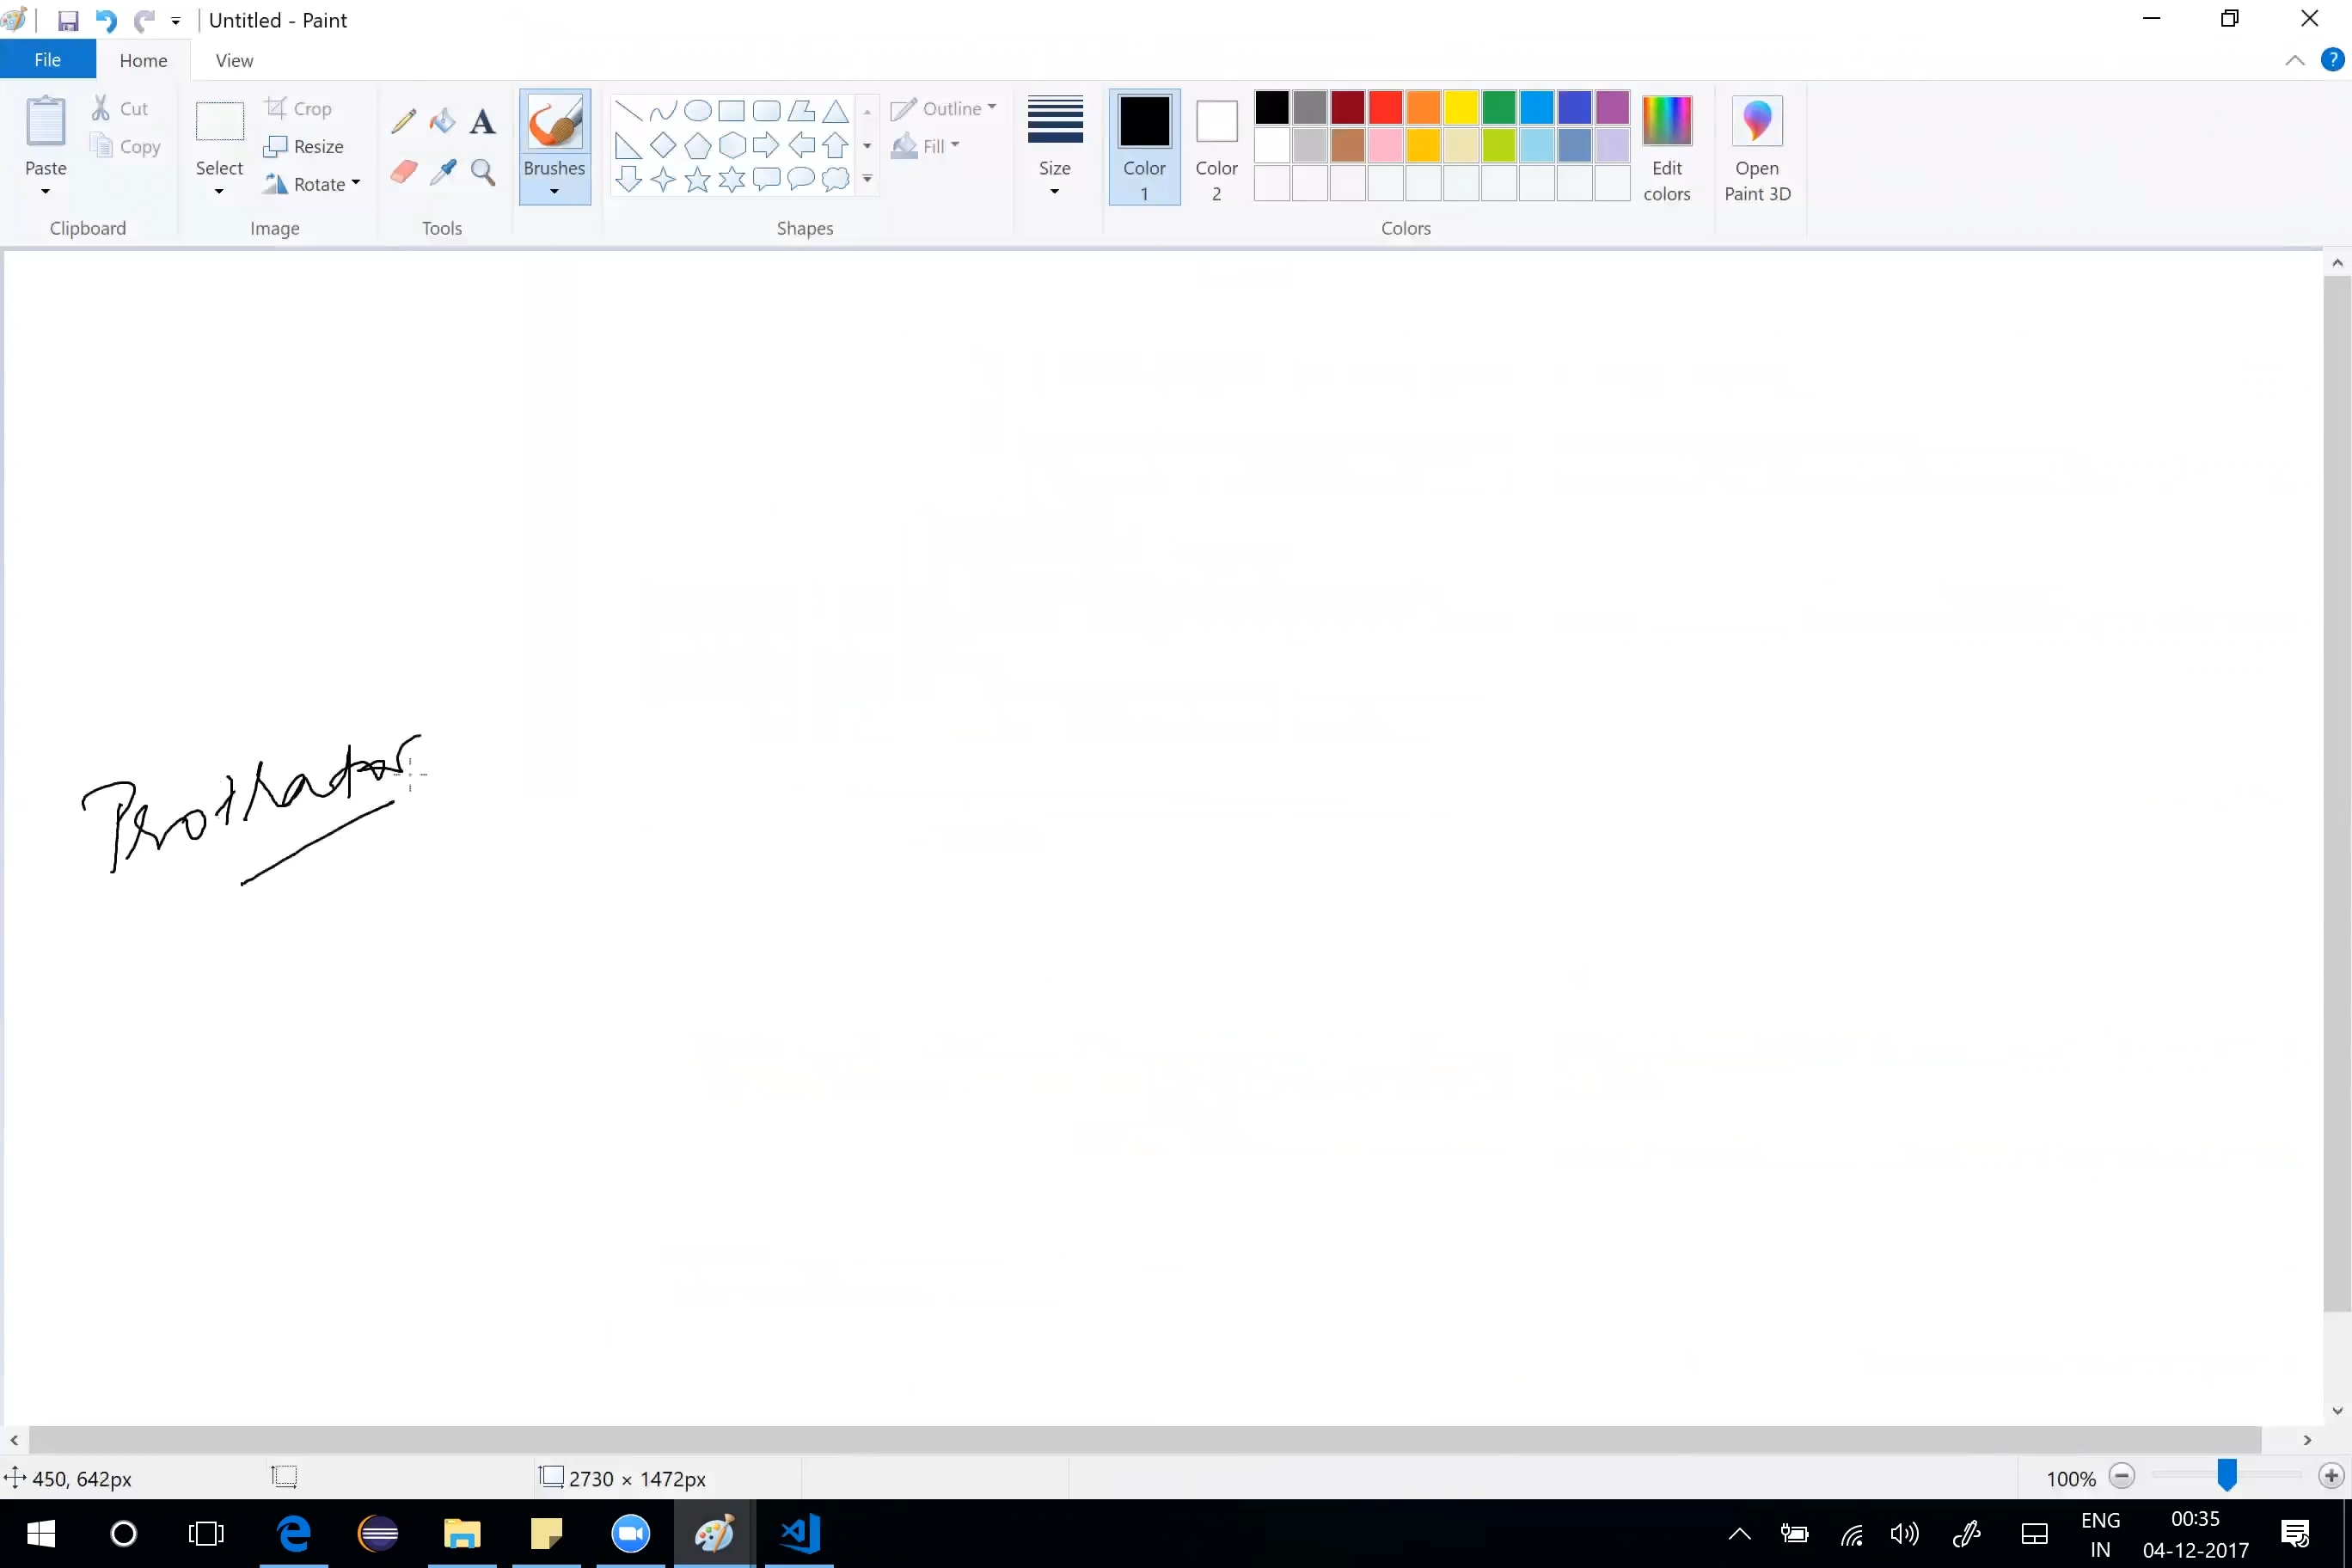 Untitled - Paint
File Home View
Paste
Cut
Copy
Clipboard
Select
Crop
Resize
Rotate
Image
Tools
Brushes
Shapes
Outline
Fill
Size
Color 1
Color 2
Edit colors
Colors
Open Paint 3D
450, 642px
2730 × 1472px
100%
ENG
IN
00:35
04-12-2017